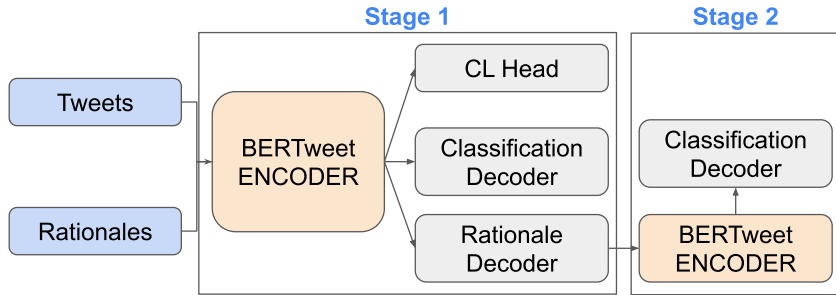 Stage 1
Stage 2
Tweets
Rationales
BERTweet
ENCODER
CL Head
Classification
Decoder
Rationale
Decoder
Classification
Decoder
BERTweet
ENCODER